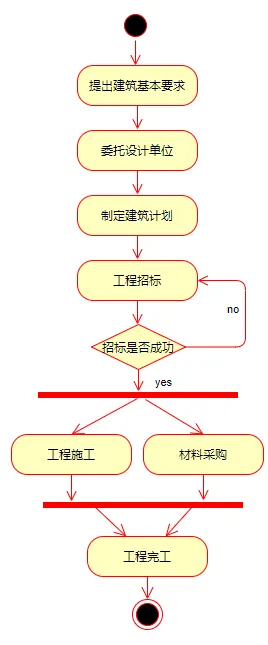 提出建筑基本要求
委托设计单位
制定建筑计划
工程招标
no
招标是否成功
yes
工程施工
材料采购
工程完工